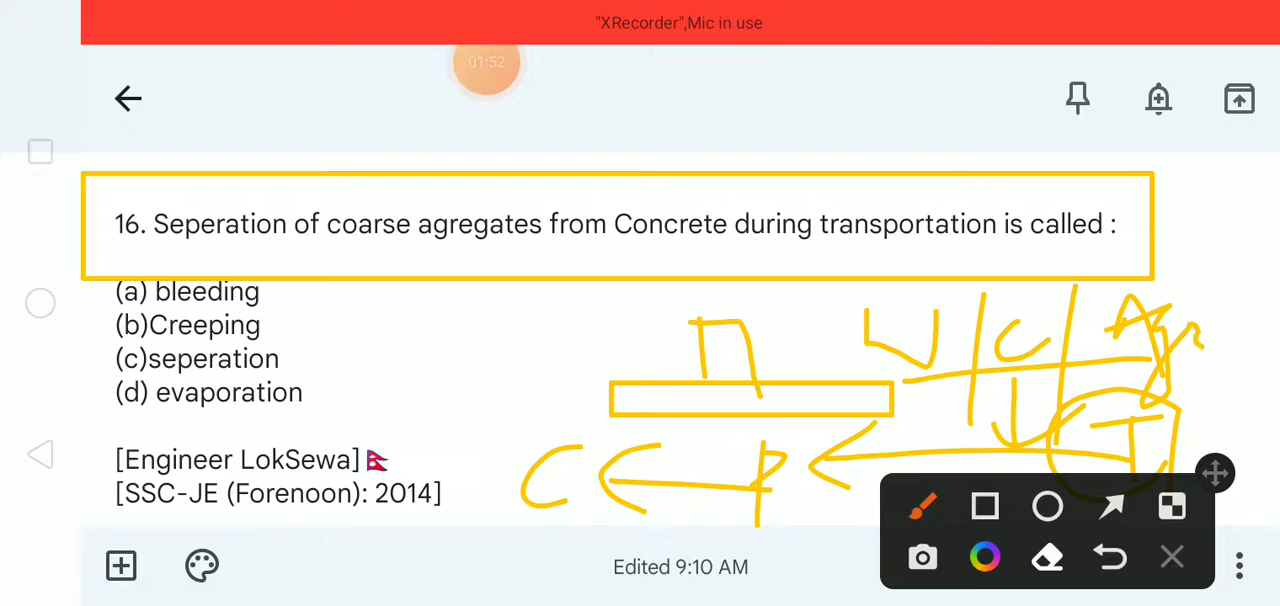 "XRecorder",Mic in use
01:52
16. Seperation of coarse agregates from Concrete during transportation is called :
(a) bleeding
(b)Creeping
(c)seperation
(d) evaporation
W/C/Agr
T
P
C
[Engineer LokSewa]🇳🇵
[SSC-JE (Forenoon): 2014]
Edited 9:10 AM